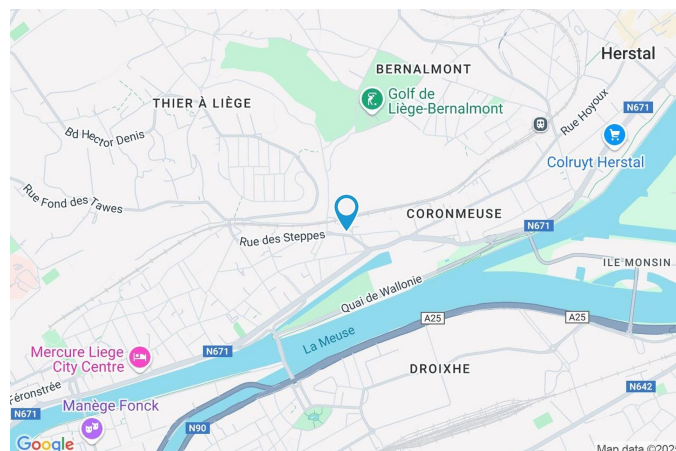 Herstal
BERNALMONT
Golf de
Liège-Bernalmont
THIER À LIÈGE
N671
Rue Hoyoux
Bd Hector Denis
Colruyt Herstal
Rue Fond des Tawes
CORONMEUSE
N671
Rue des Steppes
ILE MONSIN
Quai de Wallonie
A25
A25
La Meuse
N671
Mercure Liege
City Centre
DROIXHE
N642
Féronstrée
Manège Fonck
N671
N90
Google
Map data ©202